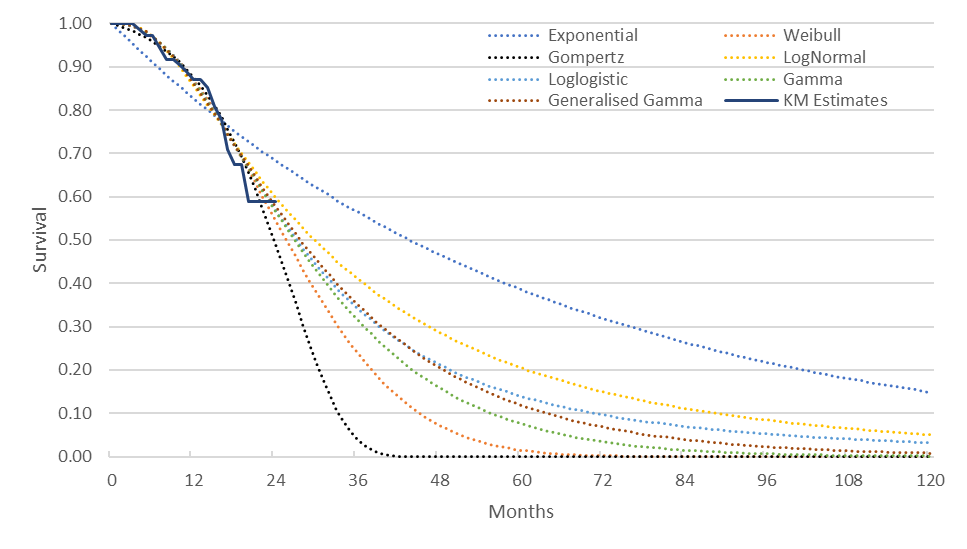 1.00
0.90
0.80
0.70
0.60
0.50
0.40
0.30
0.20
0.10
0.00
Survival
Exponential Weibull
Gompertz LogNormal
Loglogistic Gamma
Generalised Gamma KM Estimates
0 12 24 36 48 60 72 84 96 108 120
Months